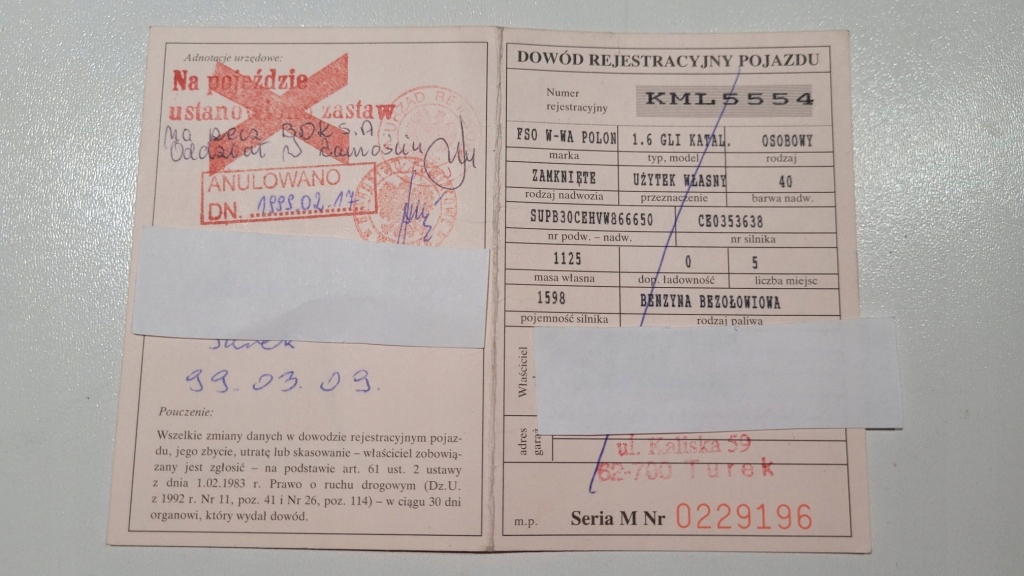 Adnotacje urzędowe:
Na pojeździe
ustanowiono zastaw
na rzecz BDK S.A
Oddział w Zamościu
ANULOWANO
DN. 1999.02.17.
Turek
99.03.09.
Pouczenie:
Wszelkie zmiany danych w dowodzie rejestracyjnym pojaz-
du, jego zbycie, utratę lub skasowanie – właściciel zobowią-
zany jest zgłosić – na podstawie art. 61 ust. 2 ustawy
z dnia 1.02.1983 r. Prawo o ruchu drogowym (Dz.U.
z 1992 r. Nr 11, poz. 41 i Nr 26, poz. 114) – w ciągu 30 dni
organowi, który wydał dowód.
DOWÓD REJESTRACYJNY POJAZDU
Numer
rejestracyjny
KML5554
FSO W-WA POLON 1.6 GLI KATAL. OSOBOWY
marka typ, model rodzaj
ZAMKNIĘTE UŻYTEK WŁASNY 40
rodzaj nadwozia przeznaczenie barwa nadw.
SUPB30CEHVW866650 CE0353638
nr podw. – nadw. nr silnika
1125 0 5
masa własna dop. ładowność liczba miejsc
1598 BENZYNA BEZOŁOWIOWA
pojemność silnika rodzaj paliwa
Właściciel
adres
ul. Kaliska 59
62-700 Turek
m.p. Seria M Nr 0229196